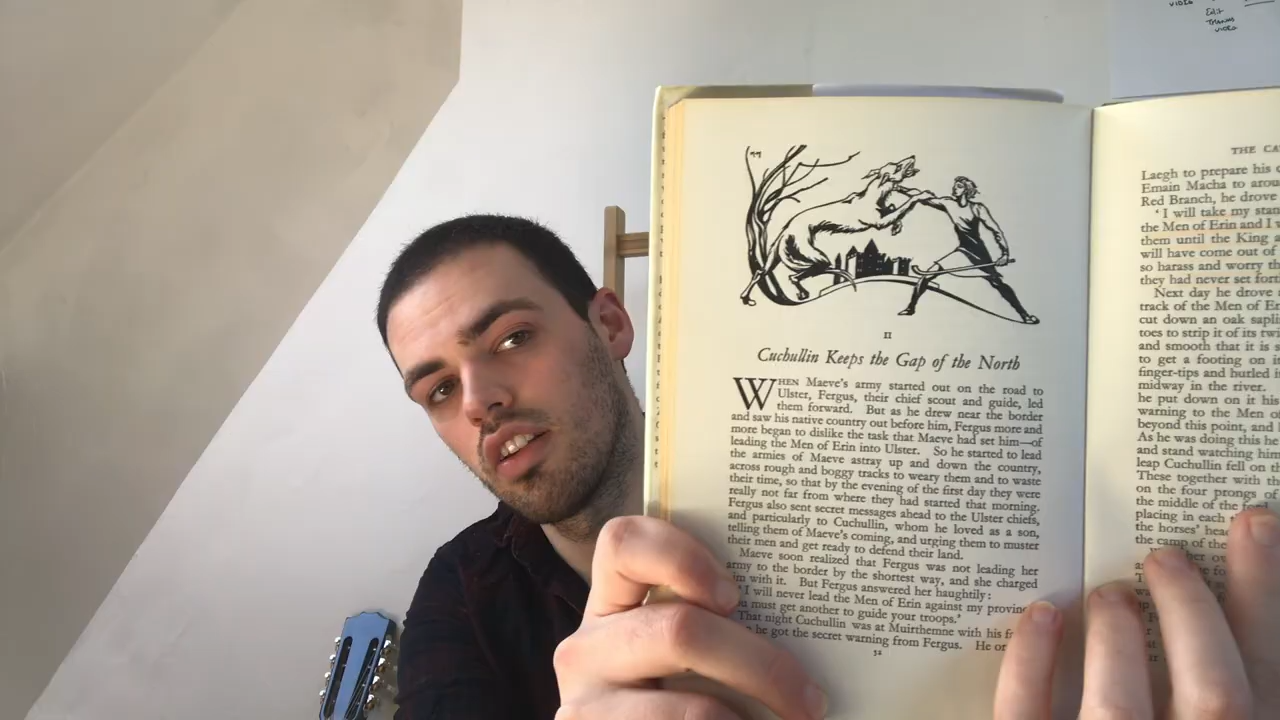 VIDEO
Edit
THANKS
VIDEO
II
Cuchullin Keeps the Gap of the North
WHEN Maeve's army started out on the road to
Ulster, Fergus, their chief scout and guide, led
them forward. But as he drew near the border
and saw his native country out before him, Fergus more and
more began to dislike the task that Maeve had set him—of
leading the Men of Erin into Ulster. So he started to lead
the armies of Maeve astray up and down the country,
across rough and boggy tracks to weary them and to waste
their time, so that by the evening of the first day they were
really not far from where they had started that morning.
Fergus also sent secret messages ahead to the Ulster chiefs,
and particularly to Cuchullin, whom he loved as a son,
telling them of Maeve's coming, and urging them to muster
their men and get ready to defend their land.
Maeve soon realized that Fergus was not leading her
army to the border by the shortest way, and she charged
him with it. But Fergus answered her haughtily:
'I will never lead the Men of Erin against my province
you must get another to guide your troops.'
That night Cuchullin was at Muirthemne with his
he got the secret warning from Fergus. He
52
THE
Laegh to prepare his
Emain Macha to
Red Branch, he drove
'I will take my
the Men of Erin and I
them until the King
will have come out of
so harass and worry
they had never set
Next day he drove
track of the Men of
cut down an oak
toes to strip it of its
and smooth that it is
to get a footing on
finger-tips and hurled
midway in the river.
he put down on it his
warning to the Men
beyond this point, and
As he was doing this he
and stand watching him
leap Cuchullin fell on
These together with
on the four prongs of
the middle of the
placing in each
the horses'
the camp of the